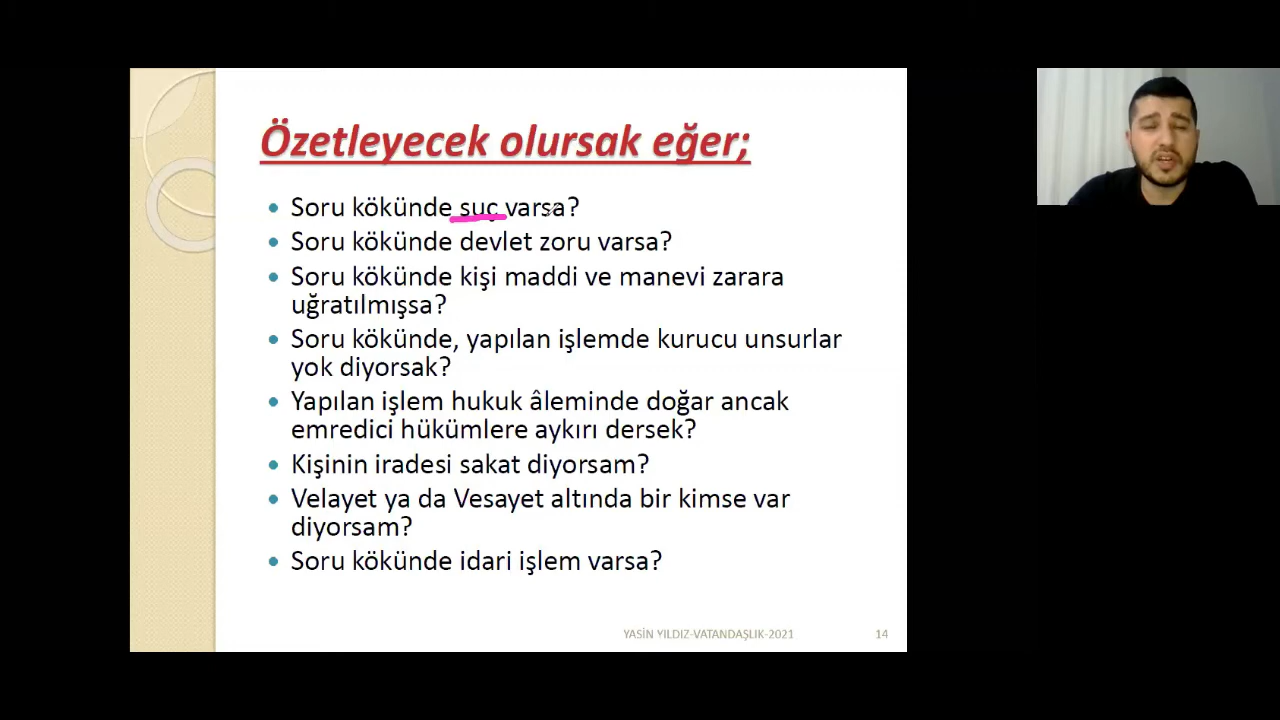 Özetleyecek olursak eğer;
Soru kökünde suç varsa?
Soru kökünde devlet zoru varsa?
Soru kökünde kişi maddi ve manevi zarara
uğratılmışsa?
Soru kökünde, yapılan işlemde kurucu unsurlar
yok diyorsak?
Yapılan işlem hukuk âleminde doğar ancak
emredici hükümlere aykırı dersek?
Kişinin iradesi sakat diyorsam?
Velayet ya da Vesayet altında bir kimse var
diyorsam?
Soru kökünde idari işlem varsa?
YASİN YILDIZ-VATANDAŞLIK-2021
14